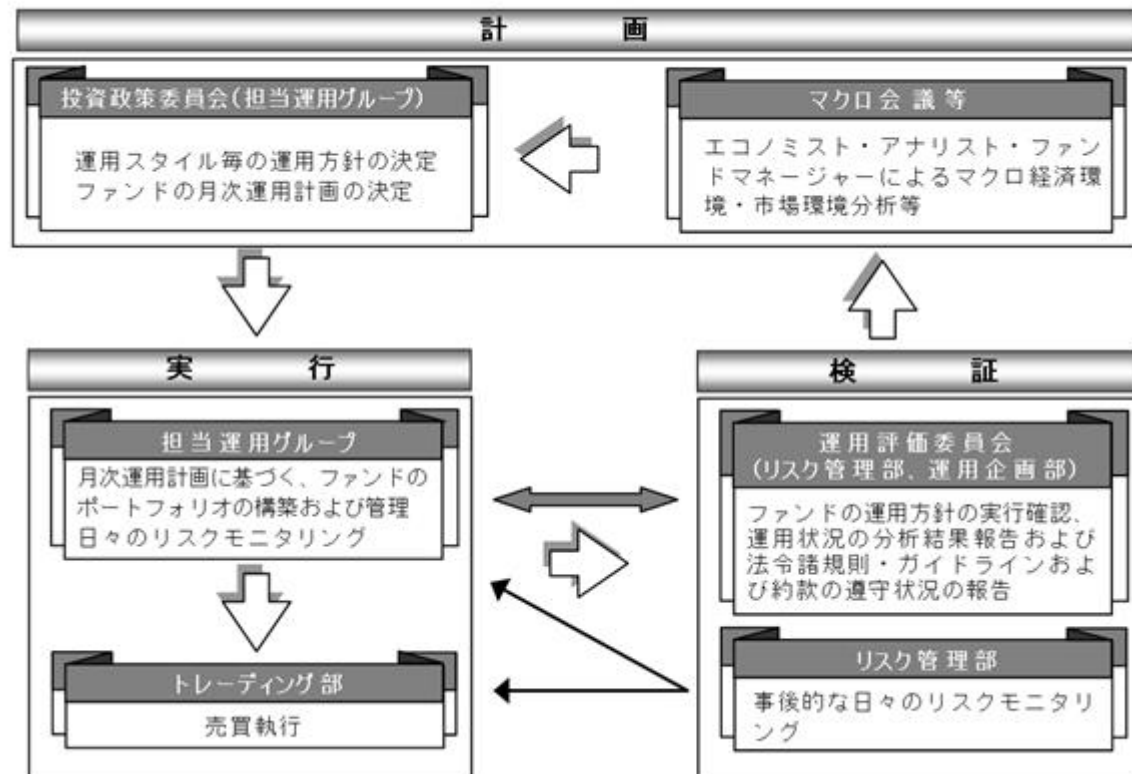 計画
投資政策委員会(担当運用グループ)
運用スタイル毎の運用方針の決定
ファンドの月次運用計画の決定
マクロ会議等
エコノミスト・アナリスト・ファン
ドマネージャーによるマクロ経済環
境・市場環境分析等
実行
担当運用グループ
月次運用計画に基づく、ファンドの
ポートフォリオの構築および管理
日々のリスクモニタリング
トレーディング部
売買執行
検証
運用評価委員会
(リスク管理部、運用企画部)
ファンドの運用方針の実行確認、
運用状況の分析結果報告および
法令諸規則・ガイドラインおよ
び約款の遵守状況の報告
リスク管理部
事後的な日々のリスクモニタリ
ング